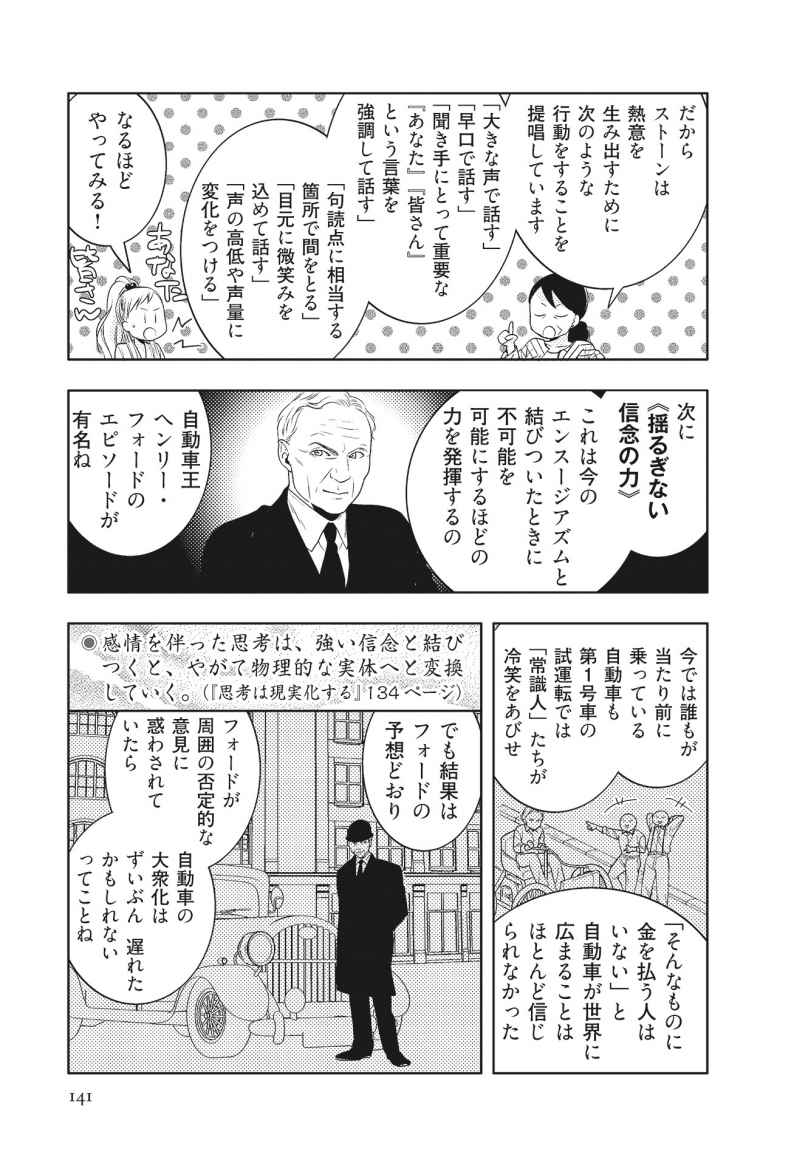 だから
ストーンは
熱意を
生み出すために
次のような
行動をすることを
提唱しています
「大きな声で話す」
「早口で話す」
「聞き手にとって重要な
『あなた』『皆さん』
という言葉を
強調して話す」
「句読点に相当する
箇所で間をとる」
「目元に微笑みを
込めて話す」
「声の高低や声量に
変化をつける」
なるほど
やってみる！
あなた
皆さん
次に
《揺るぎない
信念の力》
これは今の
エンスージアズムと
結びついたときに
不可能を
可能にするほどの
力を発揮するの
自動車王
ヘンリー・
フォードの
エピソードが
有名ね
今では誰もが
当たり前に
乗っている
自動車も
第1号車の
試運転では
「常識人」たちが
冷笑をあびせ
「そんなものに
金を払う人は
いない」と
自動車が世界に
広まることは
ほとんど信じ
られなかった
◉感情を伴った思考は、強い信念と結び
つくと、やがて物理的な実体へと変換
していく。（『思考は現実化する』134ページ）
でも結果は
フォードの
予想どおり
フォードが
周囲の否定的な
意見に
惑わされて
いたら
自動車の
大衆化は
ずいぶん 遅れた
かもしれない
ってことね
141